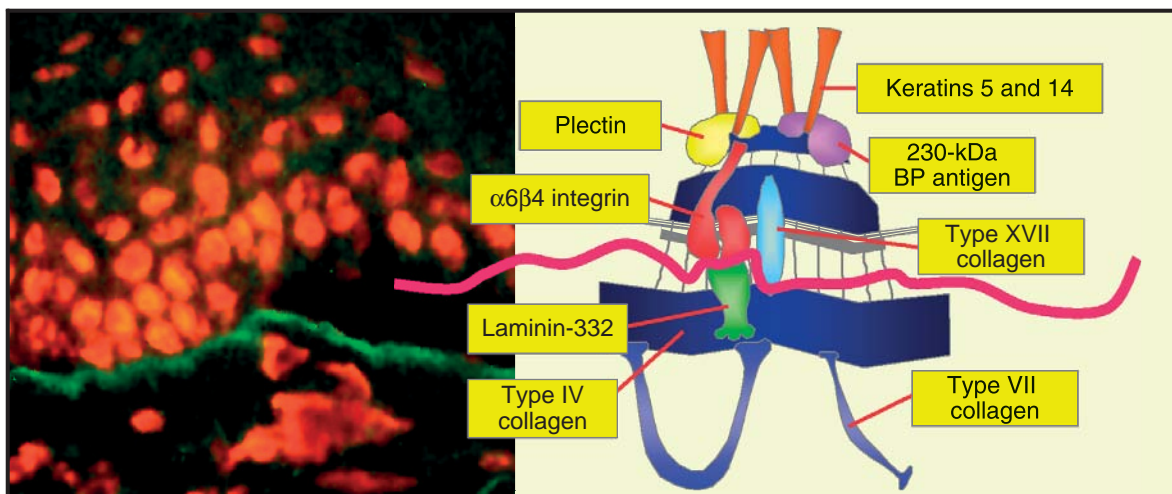 Keratins 5 and 14
Plectin
230-kDa
BP antigen
α6β4 integrin
Type XVII
collagen
Laminin-332
Type IV
collagen
Type VII
collagen